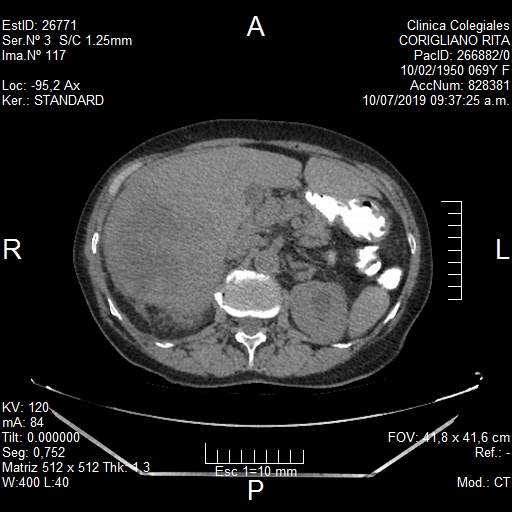 EstID: 26771
Ser.Nº 3 S/C 1.25mm
Ima.Nº 117
Loc: -95,2 Ax
Ker.: STANDARD
A
Clinica Colegiales
CORIGLIANO RITA
PacID: 266882/0
10/02/1950 069Y F
AccNum: 828381
10/07/2019 09:37:25 a.m.
R
L
KV: 120
mA: 84
Tilt: 0.000000
Seg: 0,752
Matriz 512 x 512 Thk: 1,3
W:400 L:40
Esc 1=10 mm
P
FOV: 41,8 x 41,6 cm
Ref.: -
Mod.: CT